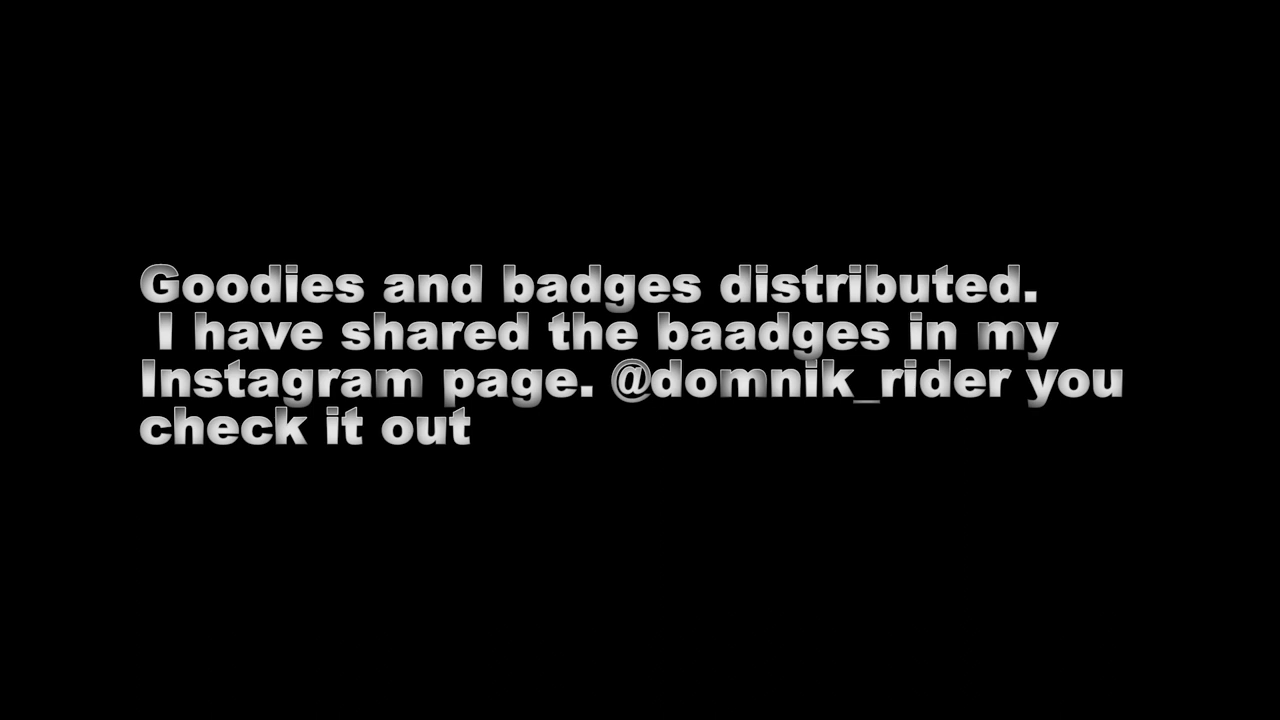 Goodies and badges distributed.
I have shared the baadges in my
Instagram page. @domnik_rider you
check it out